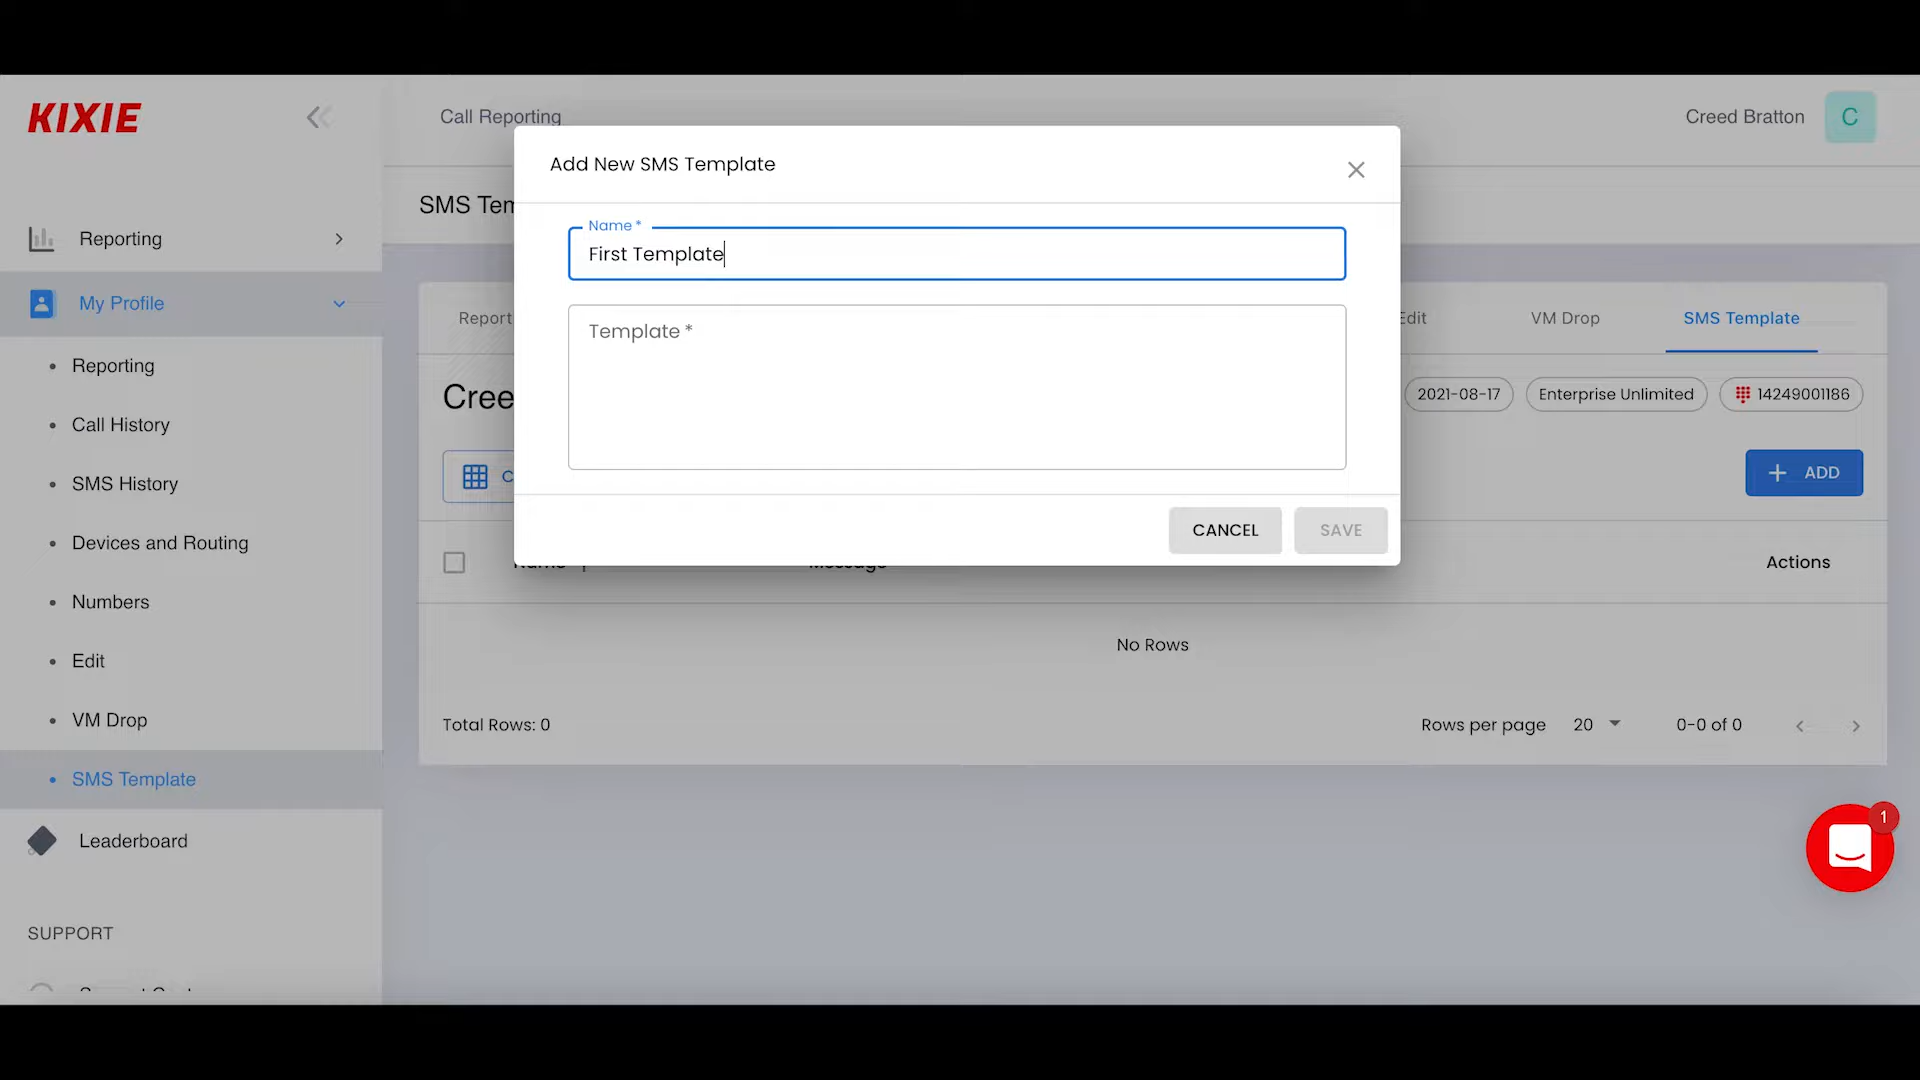 KIXIE
Call Reporting
Creed Bratton
C
Add New SMS Template
SMS Tem
Name *
First Template
Reporting
My Profile
Report
Edit
VM Drop
SMS Template
Template *
Reporting
Cree
2021-08-17
Enterprise Unlimited
14249001186
Call History
C
ADD
SMS History
CANCEL
SAVE
Devices and Routing
Name
Message
Actions
Numbers
No Rows
Edit
VM Drop
Total Rows: 0
Rows per page
20
0-0 of 0
SMS Template
1
Leaderboard
SUPPORT